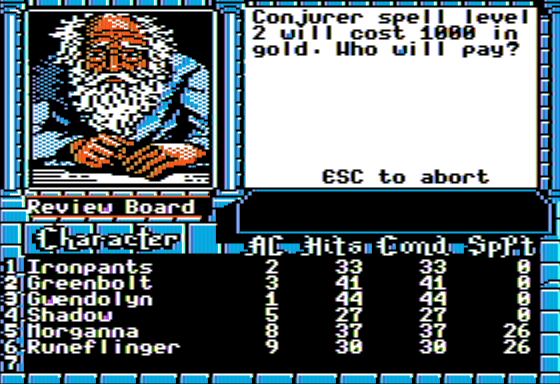 Conjurer spell level
2 will cost 1000 in
gold. Who will pay?
ESC to abort
Review Board
Character AC Hits Cond SpPt
1 Ironpants 2 33 33 0
2 Greenbolt 3 41 41 0
3 Gwendolyn 1 44 44 0
4 Shadow 5 27 27 0
5 Morganna 8 37 37 26
6 Runeflinger 9 30 30 26
7